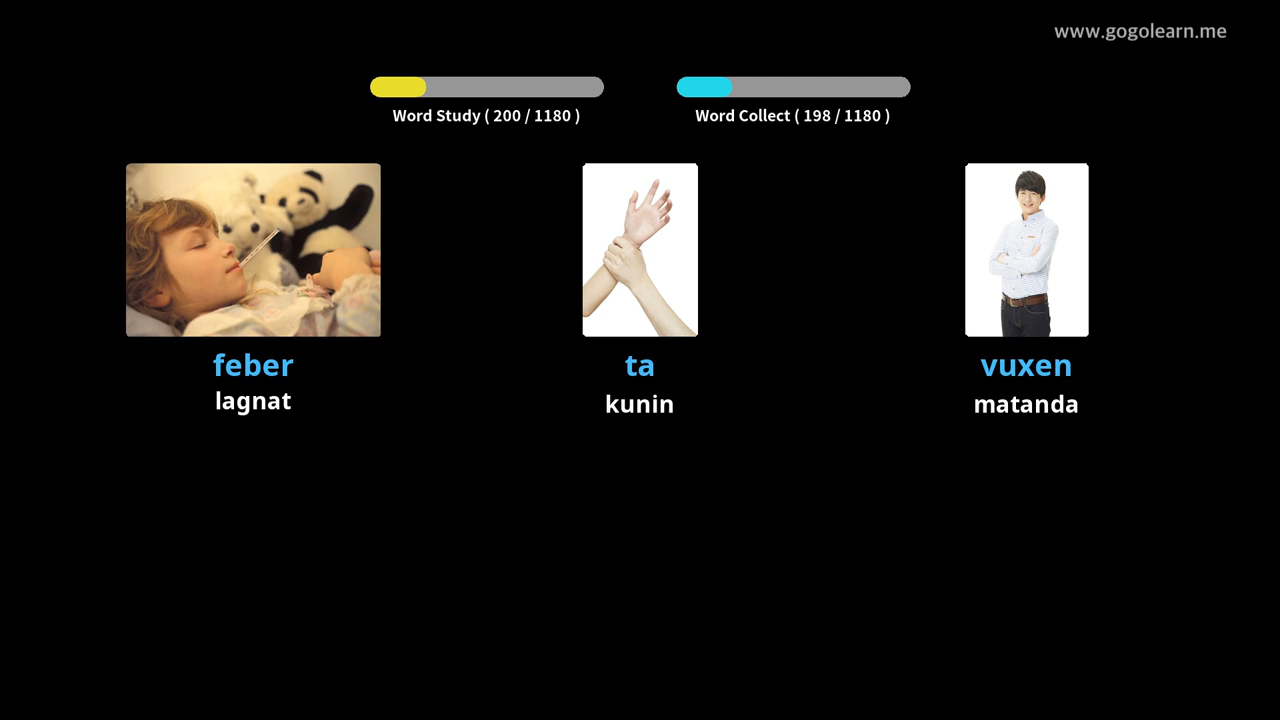 www.gogolearn.me
Word Study ( 200 / 1180 )
Word Collect ( 198 / 1180 )
feber
lagnat
ta
kunin
vuxen
matanda